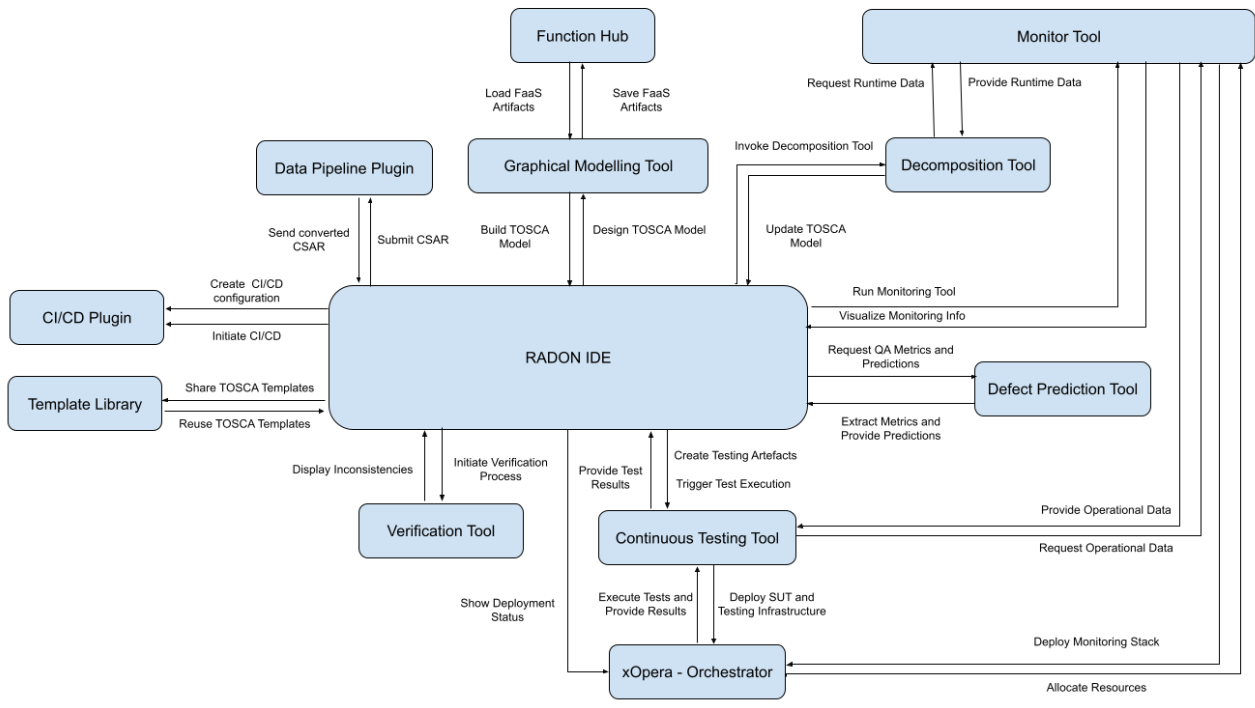 Function Hub
Monitor Tool
Load FaaS
Artifacts
Save FaaS
Artifacts
Request Runtime Data
Provide Runtime Data
Data Pipeline Plugin
Graphical Modelling Tool
Invoke Decomposition Tool
Decomposition Tool
Send converted
CSAR
Submit CSAR
Build TOSCA
Model
Design TOSCA Model
Update TOSCA
Model
Create  CI/CD
configuration
CI/CD Plugin
Initiate CI/CD
Run Monitoring Tool
Visualize Monitoring Info
RADON IDE
Request QA Metrics and
Predictions
Share TOSCA Templates
Template Library
Reuse TOSCA Templates
Defect Prediction Tool
Extract Metrics and
Provide Predictions
Display Inconsistencies
Initiate Verification
Process
Provide Test
Results
Create Testing Artefacts
Trigger Test Execution
Verification Tool
Continuous Testing Tool
Provide Operational Data
Request Operational Data
Show Deployment
Status
Execute Tests and
Provide Results
Deploy SUT and
Testing Infrastructure
Deploy Monitoring Stack
xOpera - Orchestrator
Allocate Resources